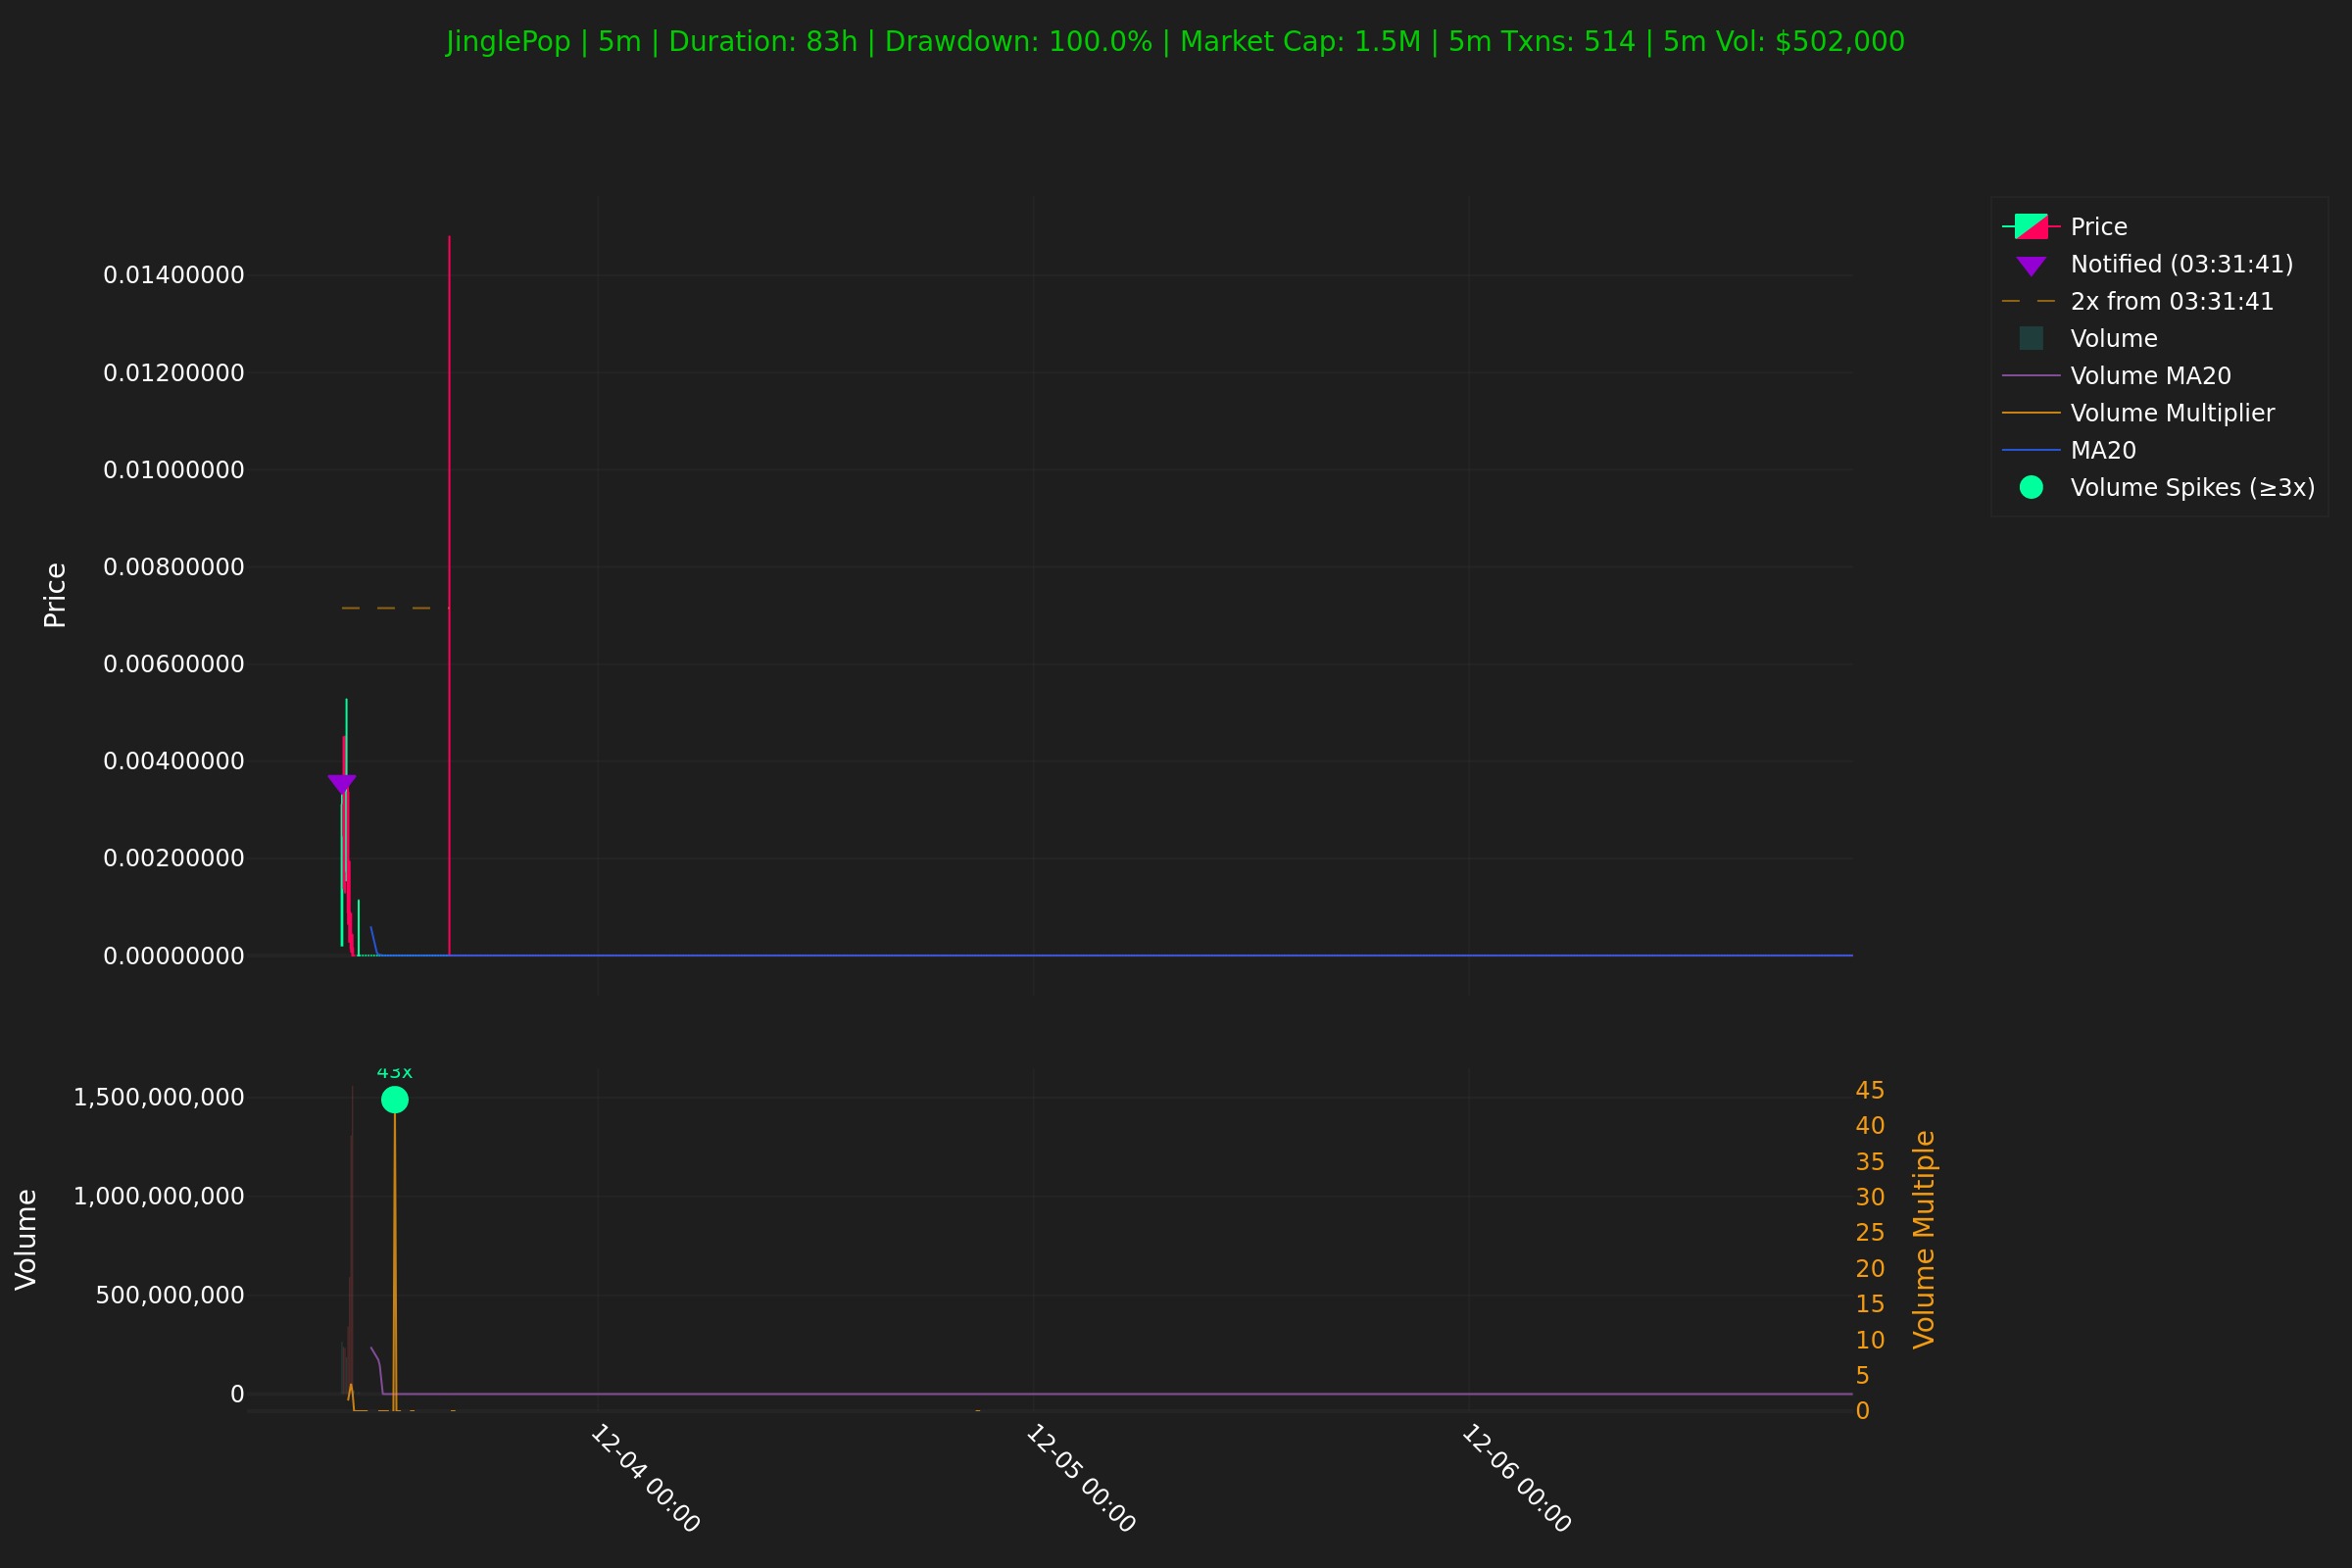 JinglePop | 5m | Duration: 83h | Drawdown: 100.0% | Market Cap: 1.5M | 5m Txns: 514 | 5m Vol: $502,000
Price
Notified (03:31:41)
2x from 03:31:41
Volume
Volume MA20
Volume Multiplier
MA20
Volume Spikes (≥3x)
0.01400000
0.01200000
0.01000000
0.00800000
0.00600000
0.00400000
0.00200000
0.00000000
Price
43x
1,500,000,000
1,000,000,000
500,000,000
0
Volume
45
40
35
30
25
20
15
10
5
0
Volume Multiple
12-04 00:00
12-05 00:00
12-06 00:00